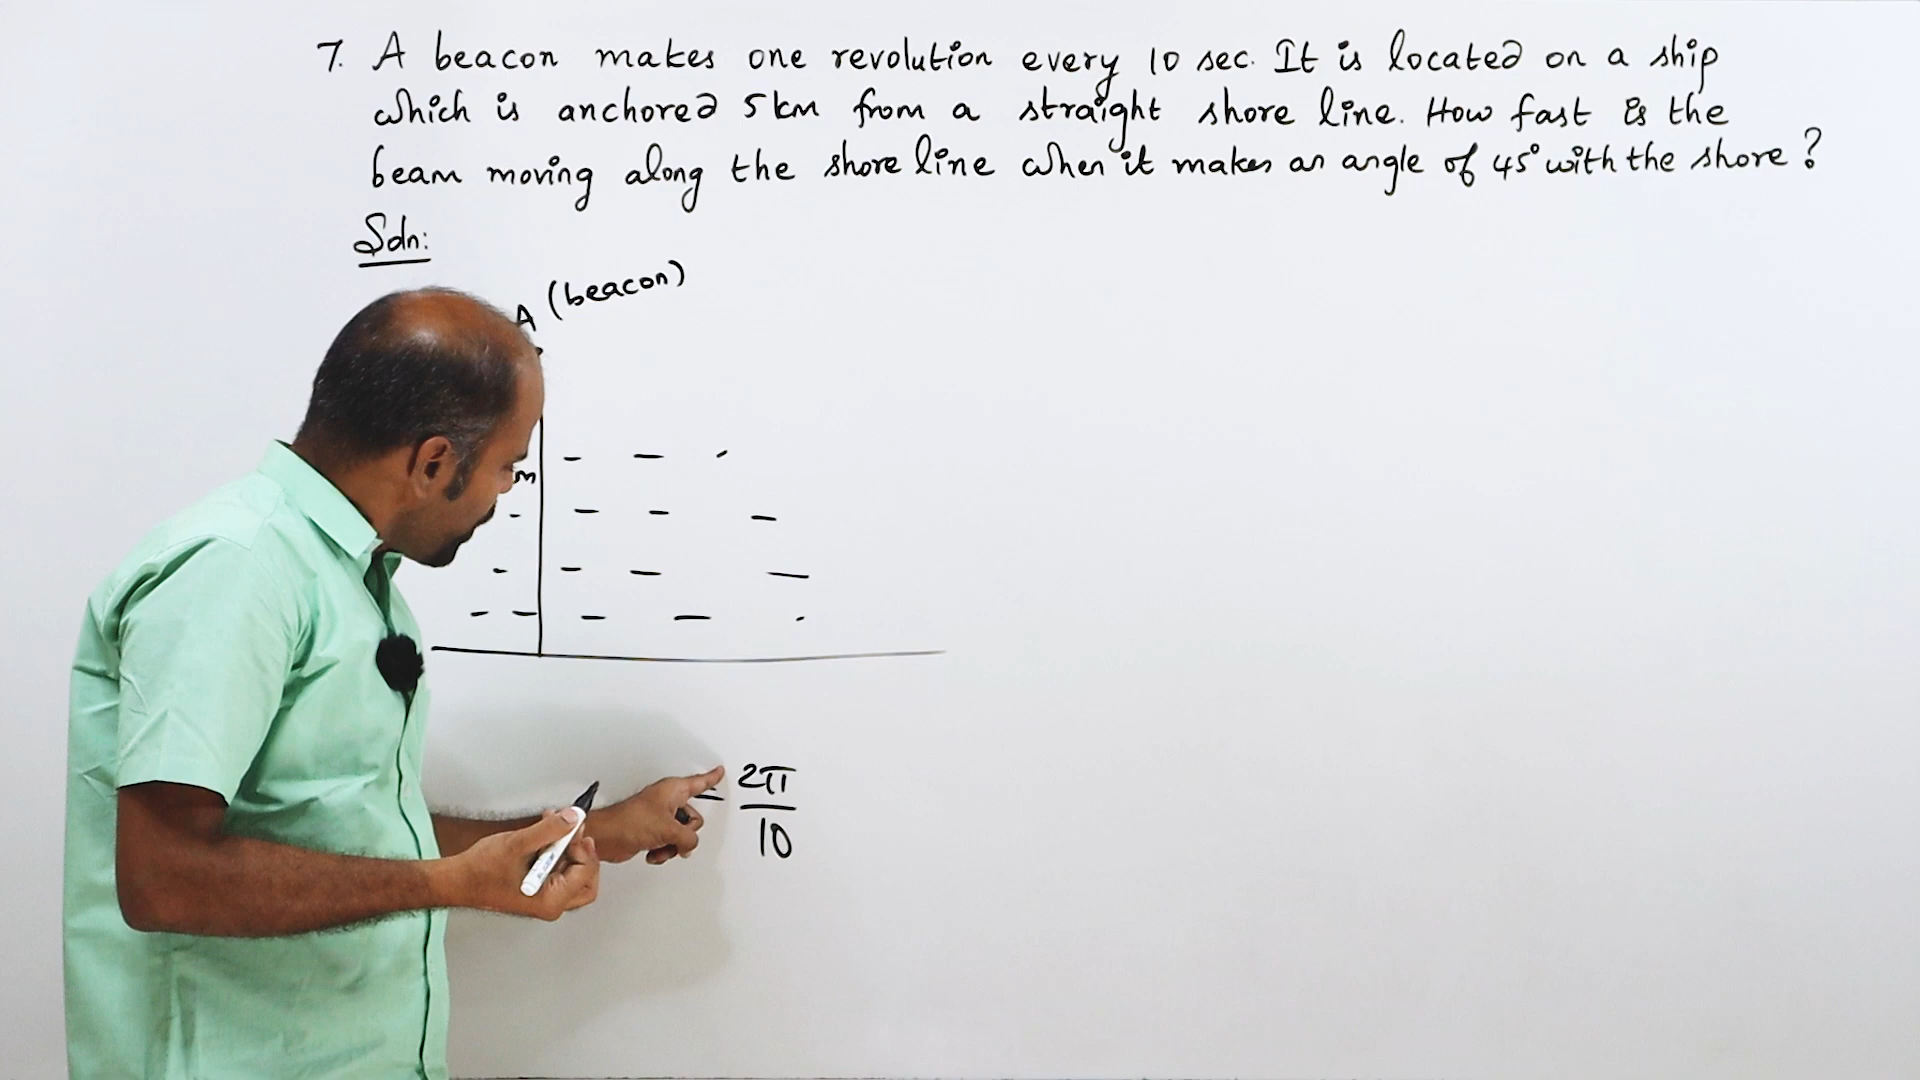 7. A beacon makes one revolution every 10 sec. It is located on a ship
which is anchored 5 km from a straight shore line. How fast is the
beam moving along the shore line when it makes an angle of 45° with the shore?
Soln:
A (beacon)
m
= 2π
10